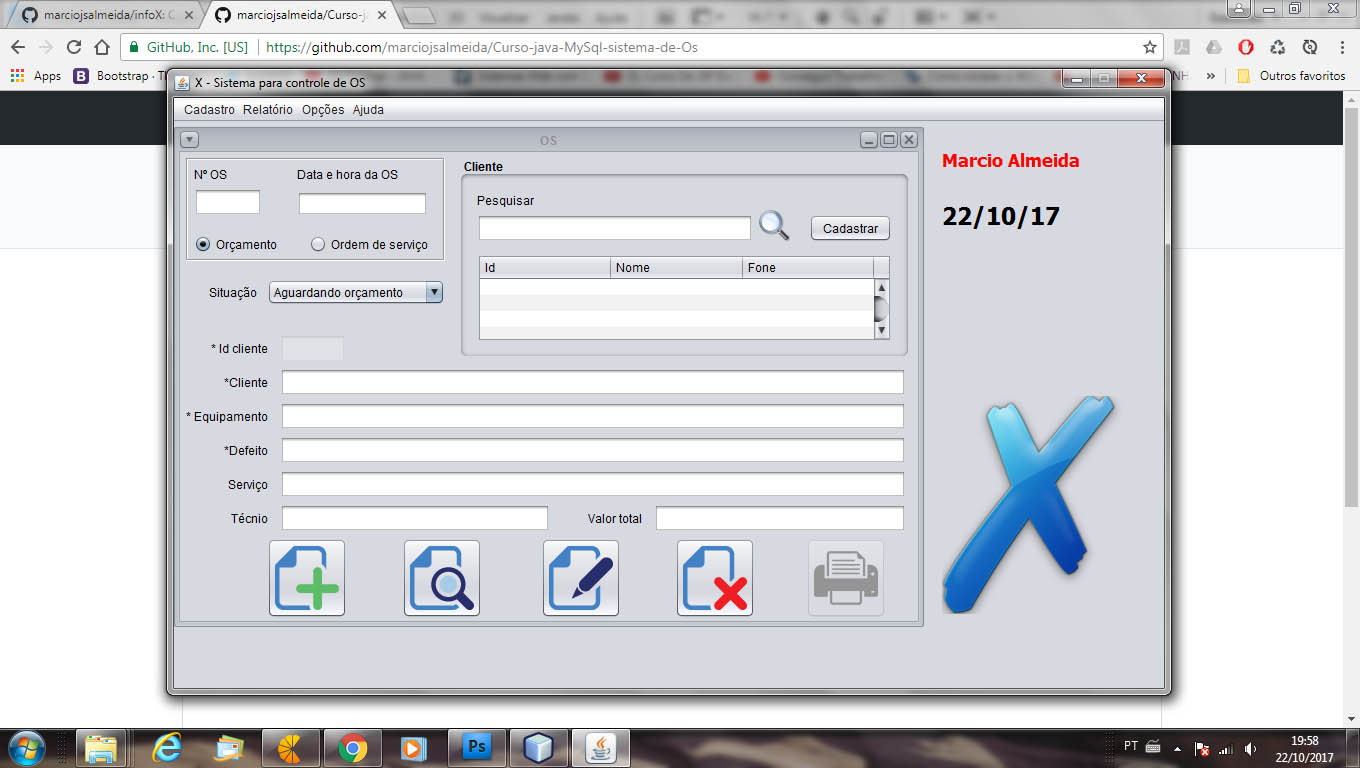 marciojsalmeida/infoX: C
marciojsalmeida/Curso-j
GitHub, Inc. [US]
https://github.com/marciojsalmeida/Curso-java-MySql-sistema-de-Os
Apps
Bootstrap · T
NH
»
Outros favoritos
X - Sistema para controle de OS
Cadastro Relatório Opções Ajuda
OS
Nº OS
Data e hora da OS
Orçamento
Ordem de serviço
Situação
Aguardando orçamento
Cliente
Pesquisar
Cadastrar
Id
Nome
Fone
* Id cliente
*Cliente
* Equipamento
*Defeito
Serviço
Técnio
Valor total
Marcio Almeida
22/10/17
Ps
PT
19:58
22/10/2017